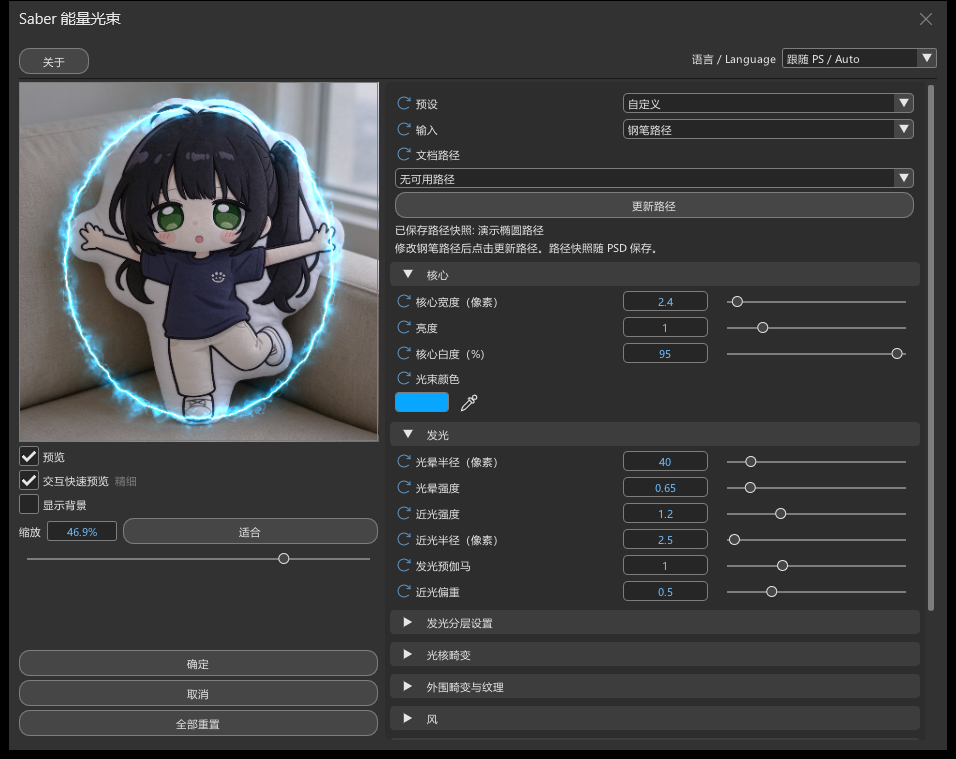 Saber 能量光束
关于
语言 / Language
跟随 PS / Auto
预设
自定义
输入
钢笔路径
文档路径
无可用路径
更新路径
已保存路径快照: 演示椭圆路径
修改钢笔路径后点击更新路径。路径快照随 PSD 保存。
核心
核心宽度（像素）
2.4
亮度
1
核心白度（%）
95
光束颜色
发光
光晕半径（像素）
40
光晕强度
0.65
近光强度
1.2
近光半径（像素）
2.5
发光预伽马
1
近光偏重
0.5
发光分层设置
光核畸变
外围畸变与纹理
风
预览
交互快速预览 精细
显示背景
缩放 46.9% 适合
确定
取消
全部重置